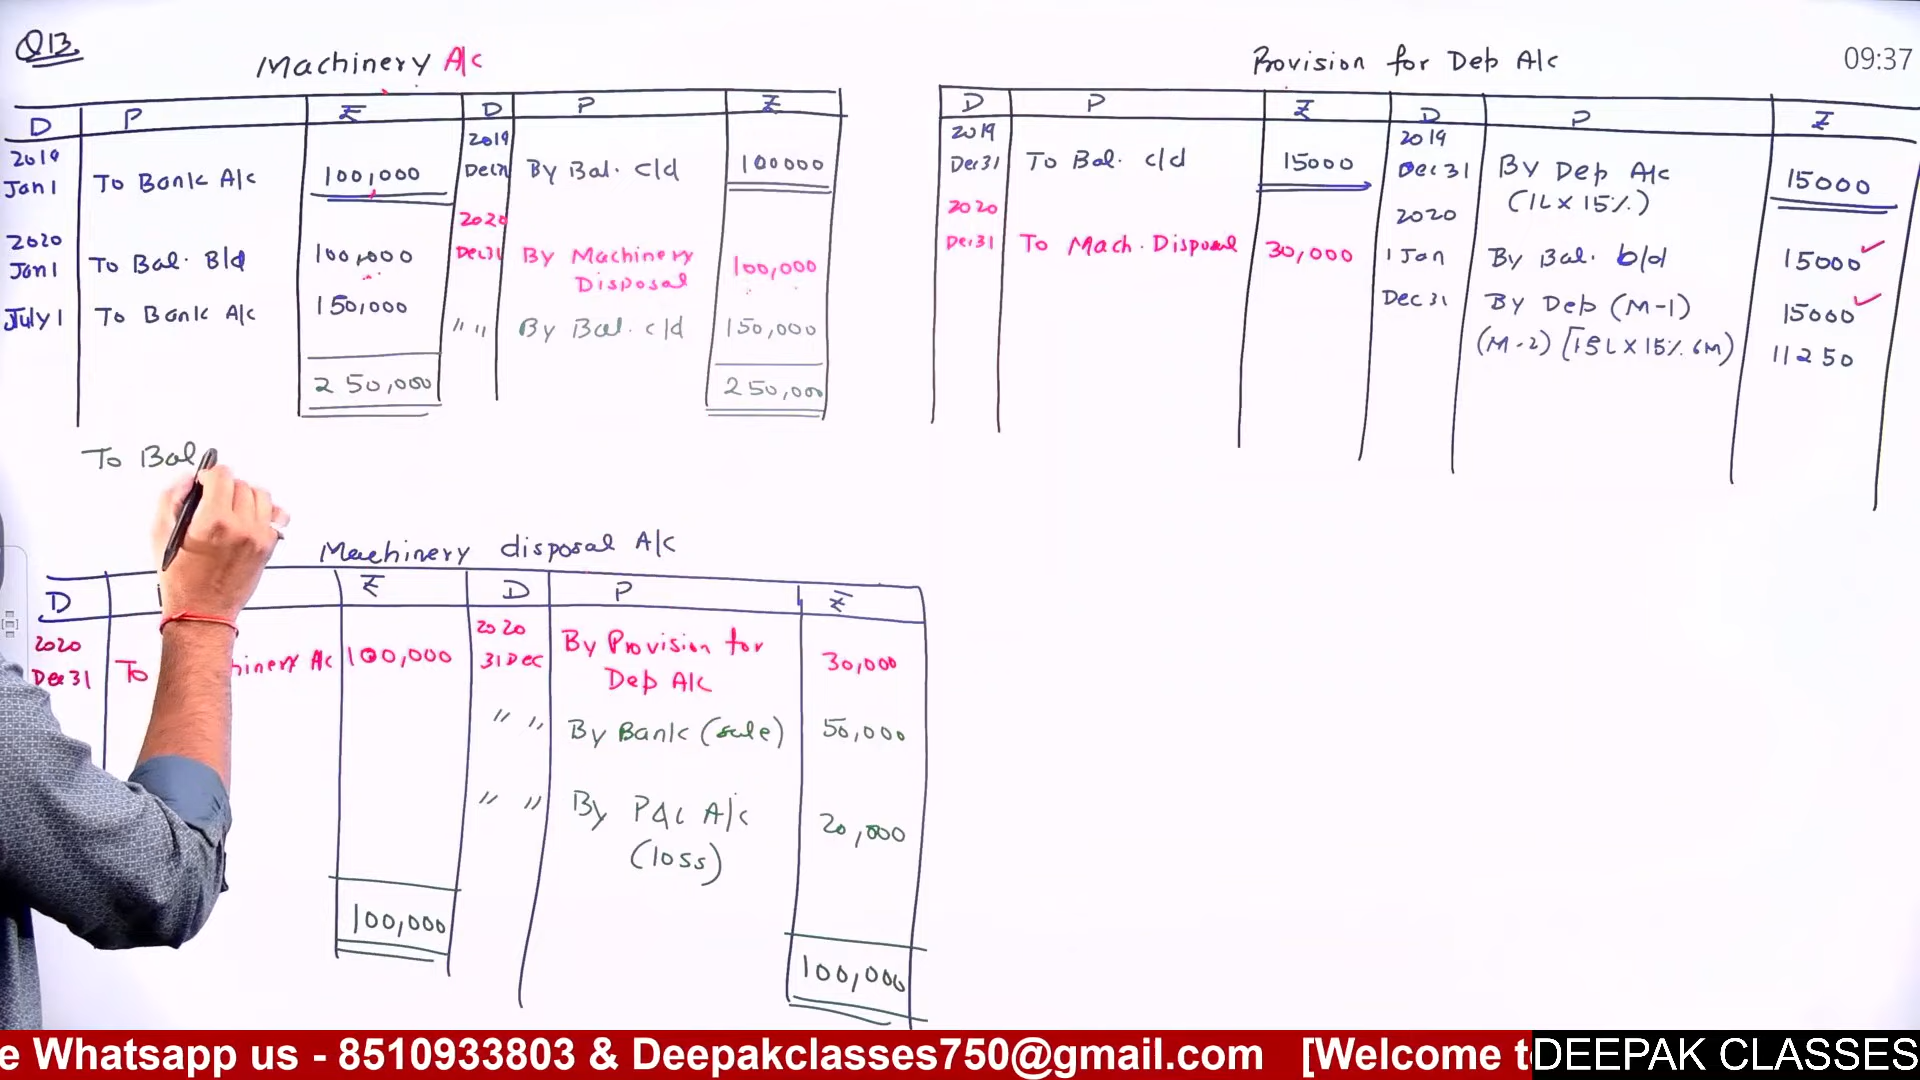 Q13.
Machinery A/c
D P ₹ D P ₹
2019 2019
Jan 1 To Bank A/c 100,000 Dec 31 By Bal. c/d 100000
2020 2020
Jan 1 To Bal. B/d 100,000 Dec 31 By Machinery
Disposal 100,000
July 1 To Bank A/c 150,000 " " By Bal. c/d 150,000
250,000 250,000
To Bal
Provision for Dep A/c
09:37
D P ₹ D P ₹
2019 2019
Dec 31 To Bal. c/d 15000 Dec 31 By Dep A/c 15000
(1L X 15%.)
2020 2020
Dec 31 To Mach. Disposal 30,000 1 Jan By Bal. b/d 15000
Dec 31 By Dep (M-1) 15000
(M-2) [1.5L X 15%. 6M) 11250
Machinery disposal A/c
D ₹ D P ₹
2020 2020
Dec 31 To hinery Ac 100,000 31 Dec By Provision for
Dep A/c 30,000
" " By Bank (sale) 50,000
" " By P&L A/c 20,000
(loss)
100,000 100,000
e Whatsapp us - 8510933803 & Deepakclasses750@gmail.com [Welcome t
DEEPAK CLASSES